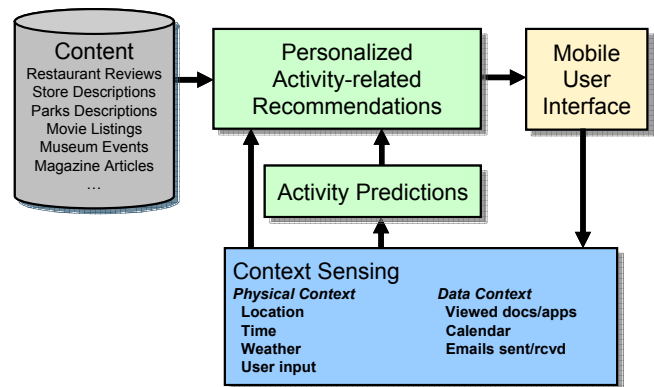 Content
Restaurant Reviews
Store Descriptions
Parks Descriptions
Movie Listings
Museum Events
Magazine Articles
...
Personalized
Activity-related
Recommendations
Mobile
User
Interface
Activity Predictions
Context Sensing
Physical Context
Location
Time
Weather
User input
Data Context
Viewed docs/apps
Calendar
Emails sent/rcvd